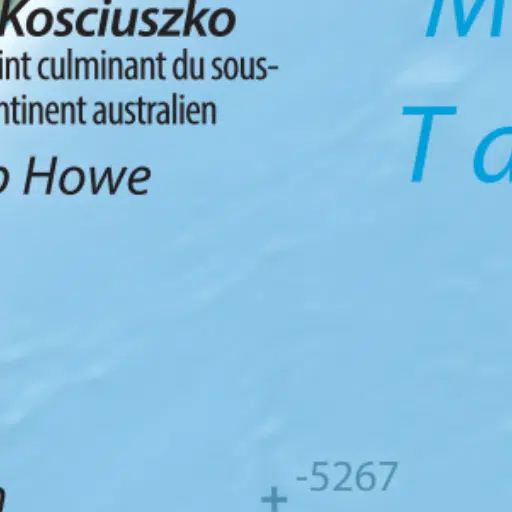 Kosciuszko
M
int culminant du sous-
ntinent australien
T a
o Howe
-5267